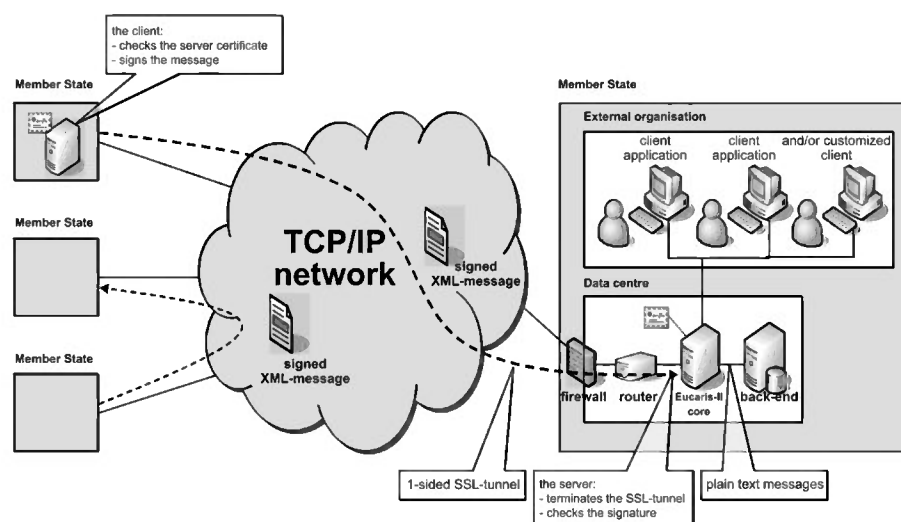 the client:
- checks the server certificate
- signs the message
Member State
Member State
External organisation
client
application
client
application
and/or customized
client
Member State
TCP/IP
network
signed
XML-message
signed
XML-message
Data centre
Member State
firewall
router
Eucaris-II
core
back-end
1-sided SSL-tunnel
the server:
- terminates the SSL-tunnel
- checks the signature
plain text messages